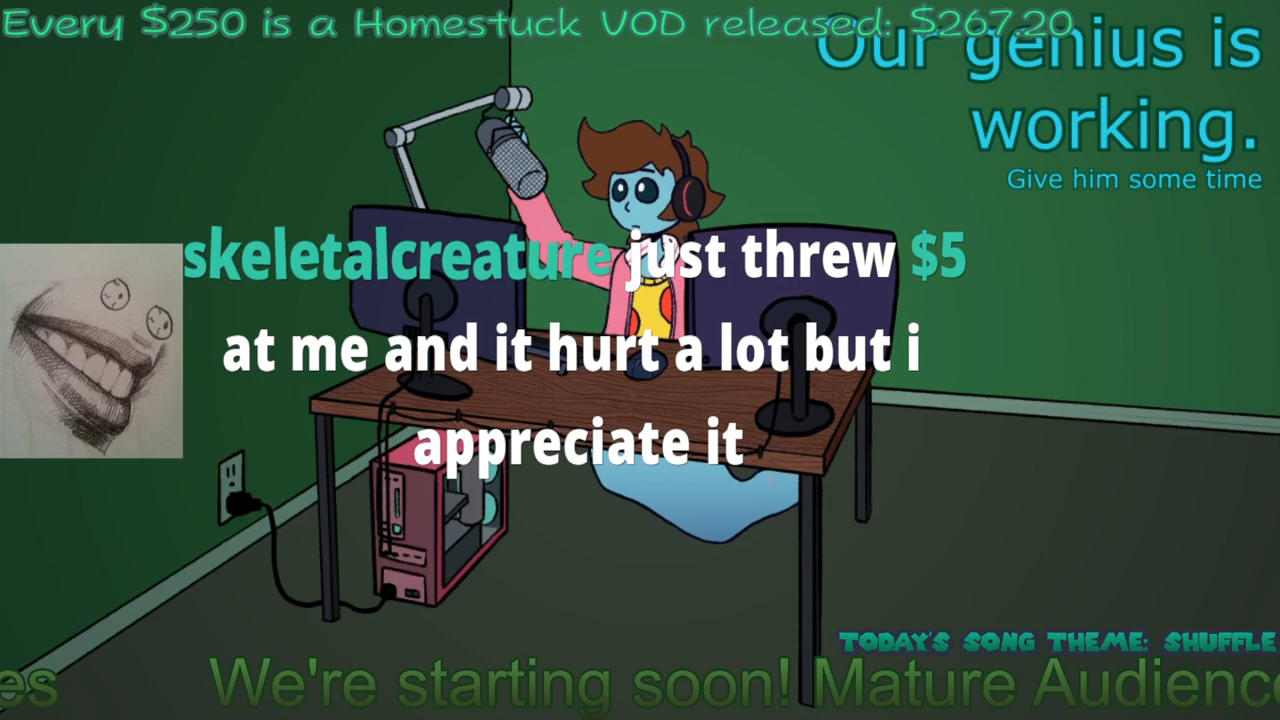 Every $250 is a Homestuck VOD released: $267.20
Our genius is
working.
Give him some time
skeletalcreature just threw $5
at me and it hurt a lot but i
appreciate it
TODAY'S SONG THEME: SHUFFLE
es We're starting soon! Mature Audience